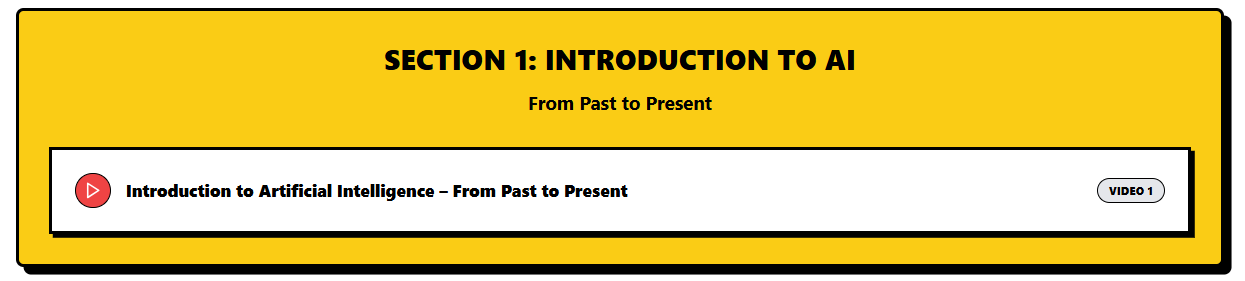 SECTION 1: INTRODUCTION TO AI
From Past to Present
Introduction to Artificial Intelligence – From Past to Present
VIDEO 1